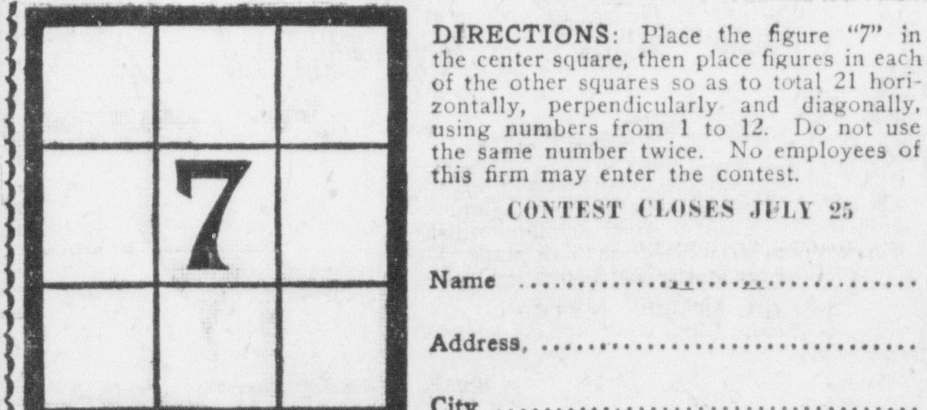 7
DIRECTIONS: Place the figure "7" in
the center square, then place figures in each
of the other squares so as to total 21 hori-
zontally, perpendicularly and diagonally,
using numbers from 1 to 12. Do not use
the same number twice. No employees of
this firm may enter the contest.
CONTEST CLOSES JULY 25
Name ...................................
Address, ................................
City ....................................